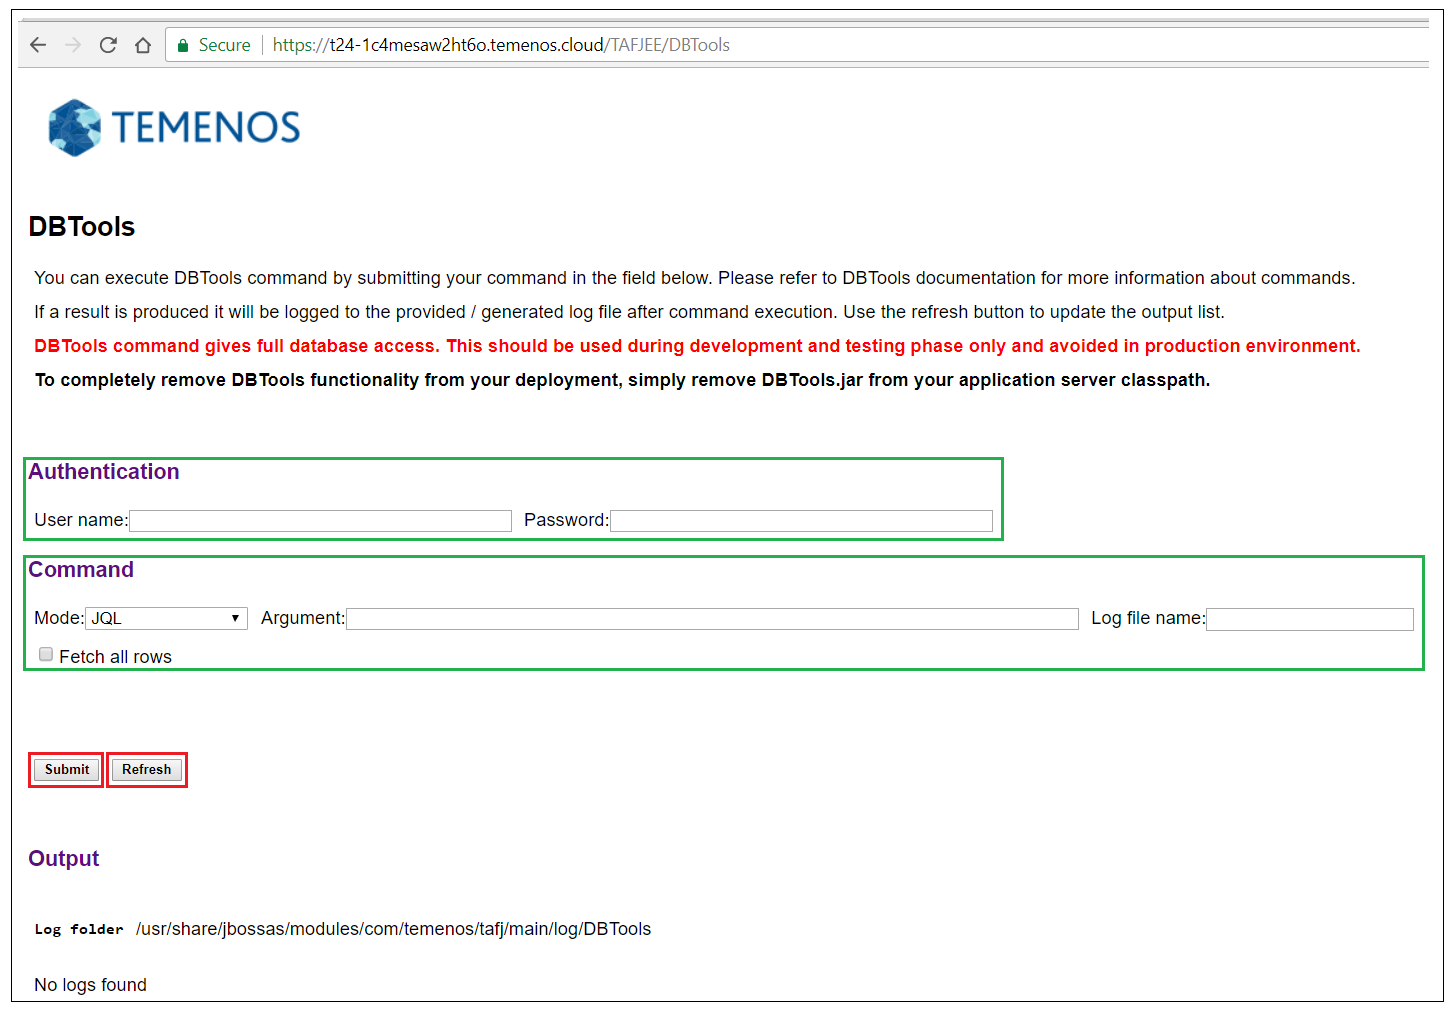 Secure https://t24-1c4mesaw2ht6o.temenos.cloud/TAFJEE/DBTools
TEMENOS
DBTools
You can execute DBTools command by submitting your command in the field below. Please refer to DBTools documentation for more information about commands.
If a result is produced it will be logged to the provided / generated log file after command execution. Use the refresh button to update the output list.
DBTools command gives full database access. This should be used during development and testing phase only and avoided in production environment.
To completely remove DBTools functionality from your deployment, simply remove DBTools.jar from your application server classpath.
Authentication
User name: Password:
Command
Mode: JQL Argument: Log file name:
Fetch all rows
Submit Refresh
Output
Log folder /usr/share/jbossas/modules/com/temenos/tafj/main/log/DBTools
No logs found